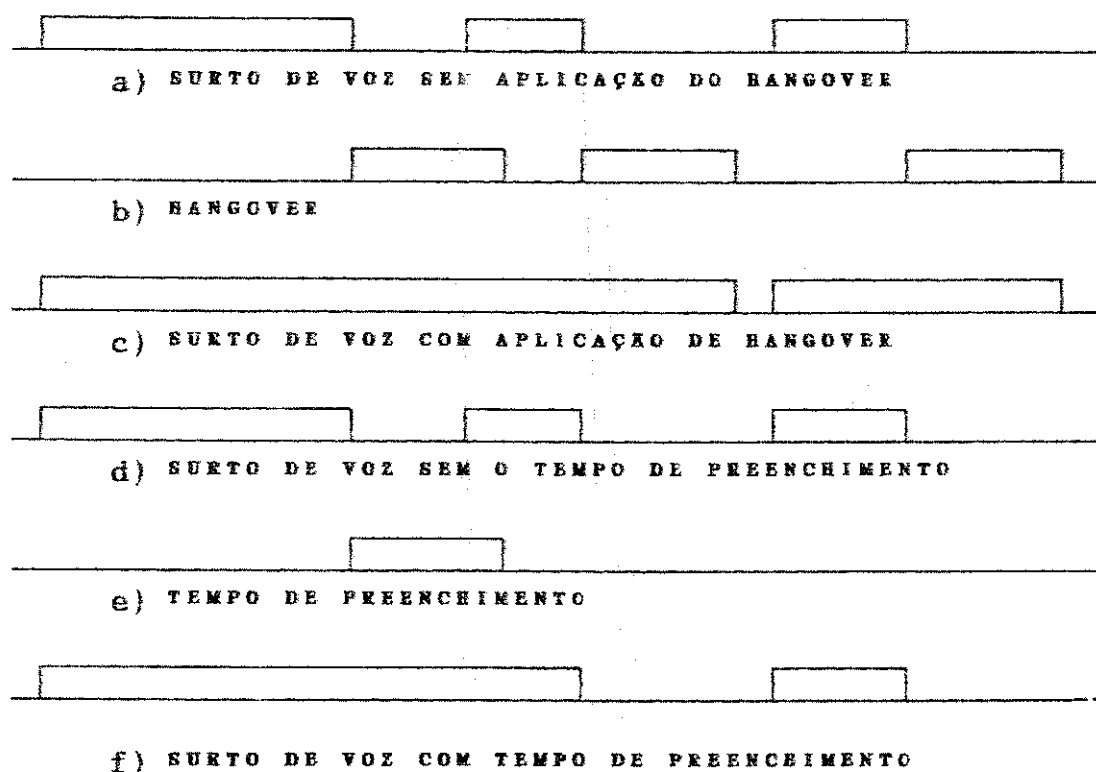 a) SURTO DE VOZ SEM APLICAÇÃO DO HANGOVER
b) HANGOVER
c) SURTO DE VOZ COM APLICAÇÃO DE HANGOVER
d) SURTO DE VOZ SEM O TEMPO DE PREENCHIMENTO
e) TEMPO DE PREENCHIMENTO
f) SURTO DE VOZ COM TEMPO DE PREENCHIMENTO